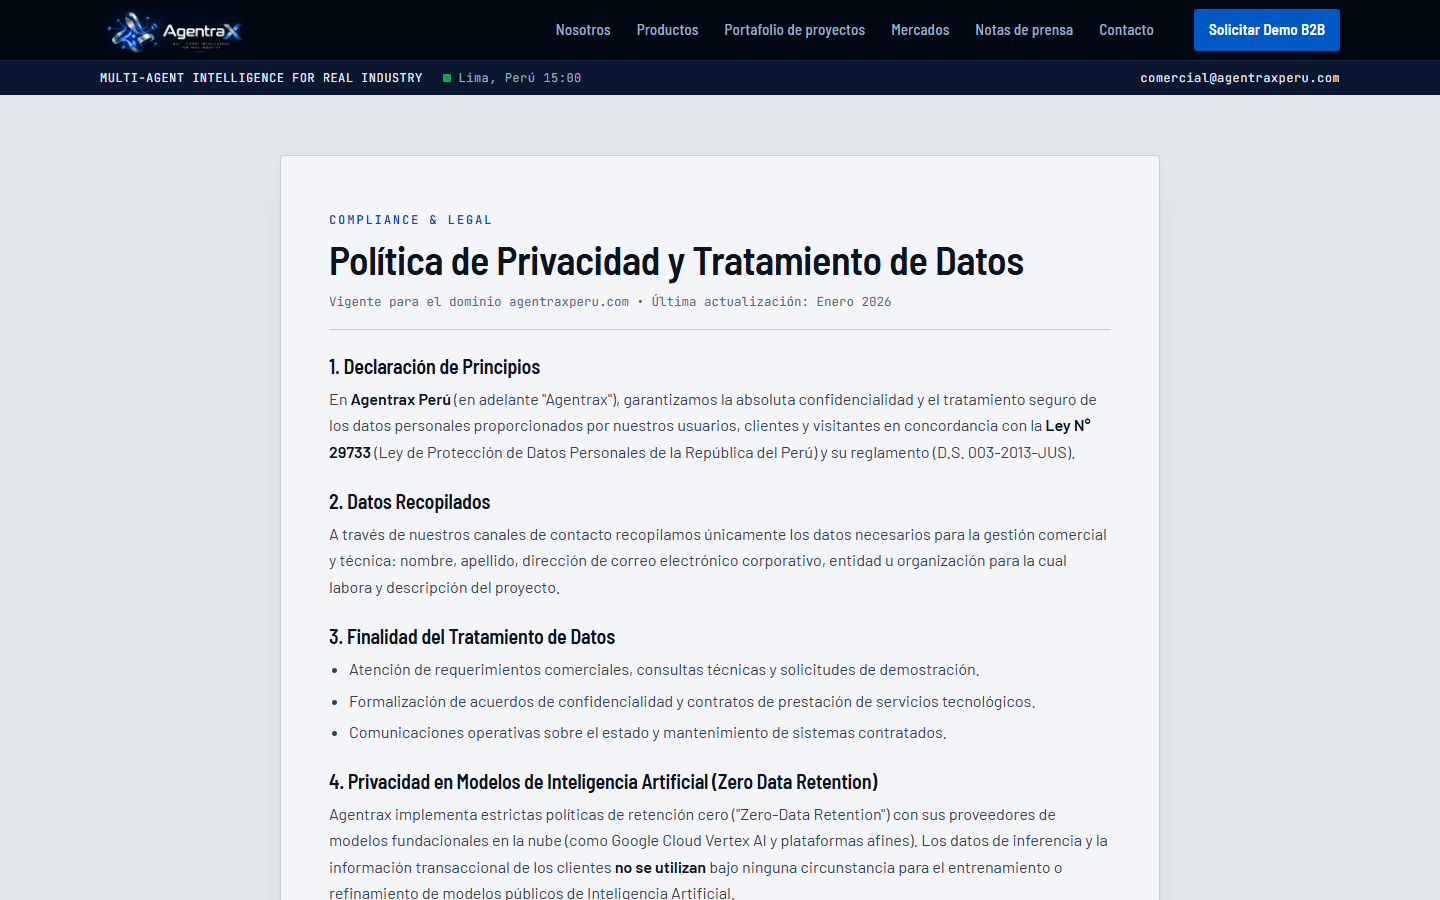 AgentraX
Nosotros
Productos
Portafolio de proyectos
Mercados
Notas de prensa
Contacto
Solicitar Demo B2B
MULTI-AGENT INTELLIGENCE FOR REAL INDUSTRY
Lima, Perú 15:00
comercial@agentraxperu.com
COMPLIANCE & LEGAL
Política de Privacidad y Tratamiento de Datos
Vigente para el dominio agentraxperu.com • Última actualización: Enero 2026
1. Declaración de Principios
En Agentrax Perú (en adelante "Agentrax"), garantizamos la absoluta confidencialidad y el tratamiento seguro de
los datos personales proporcionados por nuestros usuarios, clientes y visitantes en concordancia con la Ley N°
29733 (Ley de Protección de Datos Personales de la República del Perú) y su reglamento (D.S. 003-2013-JUS).
2. Datos Recopilados
A través de nuestros canales de contacto recopilamos únicamente los datos necesarios para la gestión comercial
y técnica: nombre, apellido, dirección de correo electrónico corporativo, entidad u organización para la cual
labora y descripción del proyecto.
3. Finalidad del Tratamiento de Datos
• Atención de requerimientos comerciales, consultas técnicas y solicitudes de demostración.
• Formalización de acuerdos de confidencialidad y contratos de prestación de servicios tecnológicos.
• Comunicaciones operativas sobre el estado y mantenimiento de sistemas contratados.
4. Privacidad en Modelos de Inteligencia Artificial (Zero Data Retention)
Agentrax implementa estrictas políticas de retención cero ("Zero-Data Retention") con sus proveedores de
modelos fundacionales en la nube (como Google Cloud Vertex AI y plataformas afines). Los datos de inferencia y la
información transaccional de los clientes no se utilizan bajo ninguna circunstancia para el entrenamiento o
refinamiento de modelos públicos de Inteligencia Artificial.